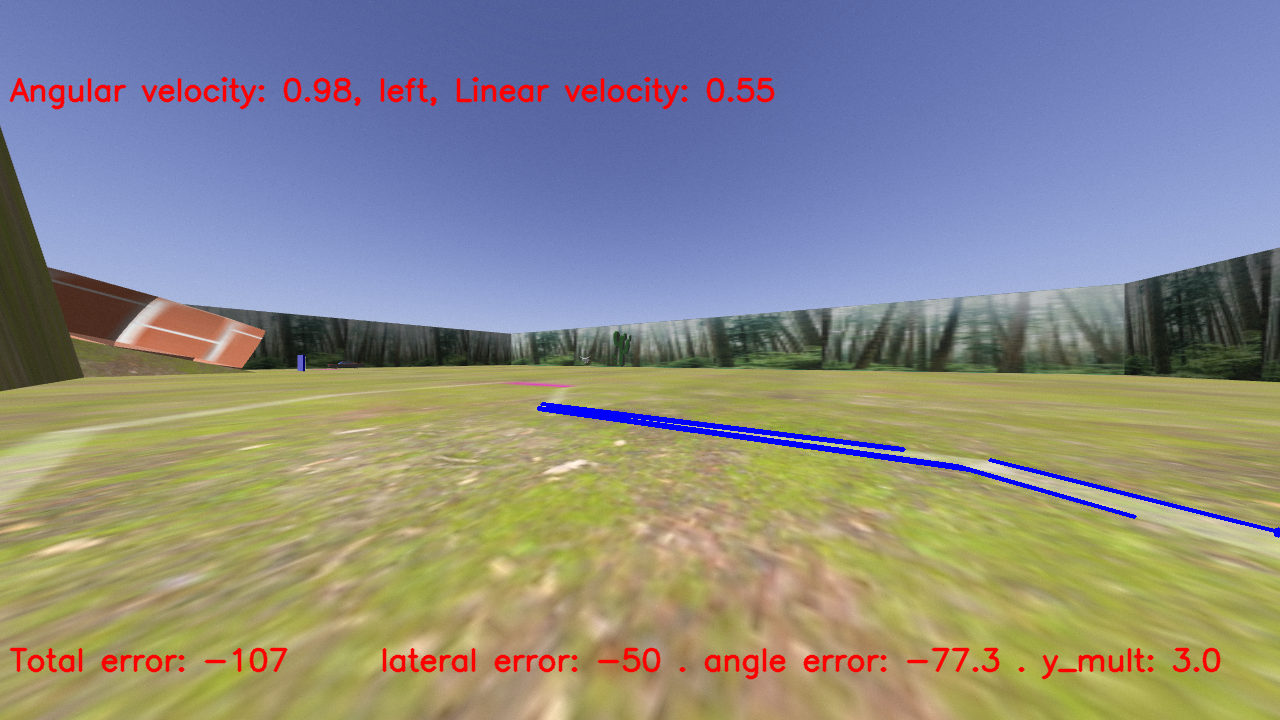 Angular velocity: 0.98, left, Linear velocity: 0.55
Total error: -107 lateral error: -50 . angle error: -77.3 . y_mult: 3.0